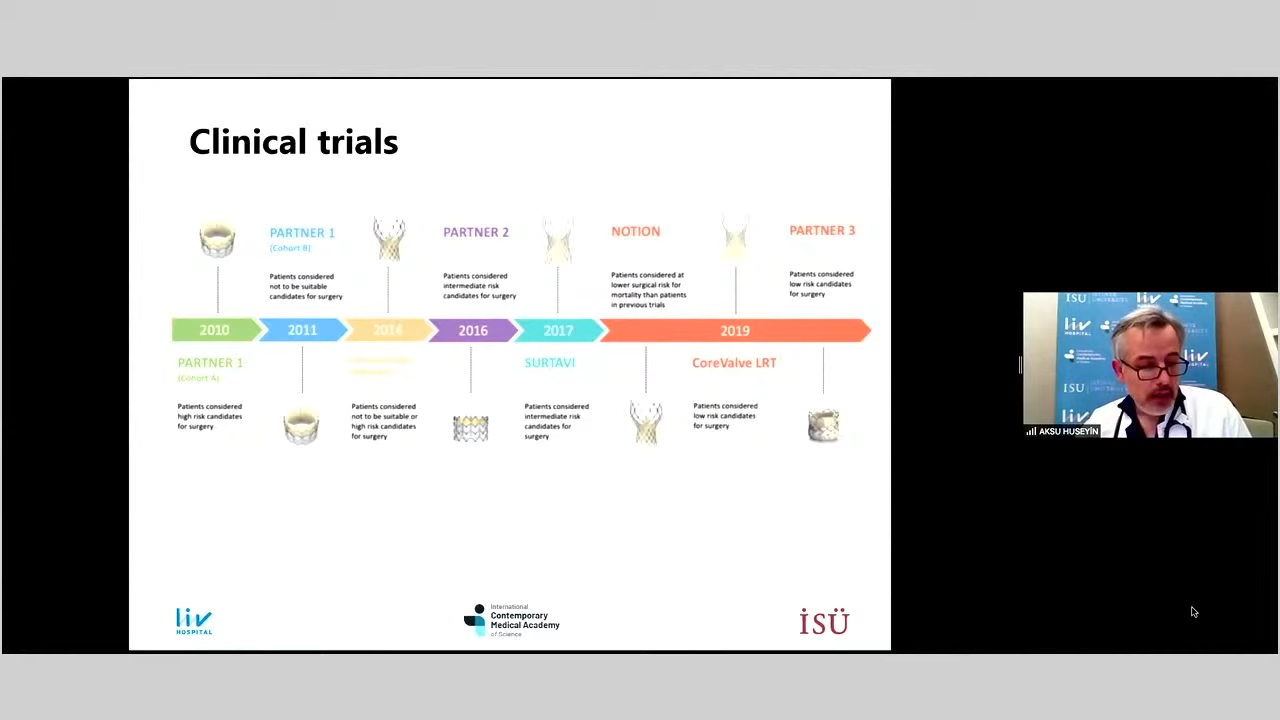 Clinical trials
PARTNER 1
(Cohort B)
Patients considered
not to be suitable
candidates for surgery
PARTNER 2
Patients considered
intermediate risk
candidates for surgery
NOTION
Patients considered at
lower surgical risk for
mortality than patients
in previous trials
PARTNER 3
Patients considered
low risk candidates
for surgery
2010
2011
2014
2016
2017
2019
PARTNER 1
(Cohort A)
Patients considered
high risk candidates
for surgery
Patients considered
not to be suitable or
high risk candidates
for surgery
SURTAVI
Patients considered
intermediate risk
candidates for
surgery
CoreValve LRT
Patients considered
low risk candidates
for surgery
liv
HOSPITAL
International
Contemporary
Medical Academy
of Science
İSÜ
AKSU HUSEYİN